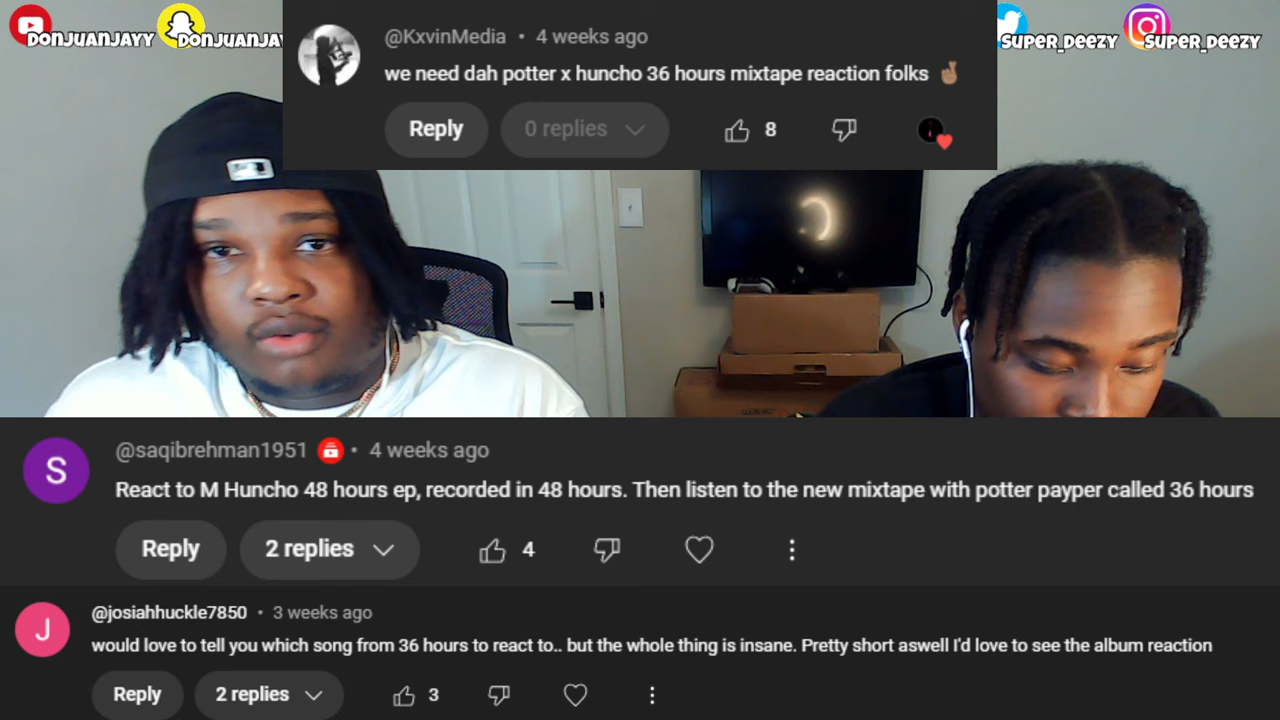 DONJUANJAYY
DONJUANJAY
SUPER_DEEZY
SUPER_DEEZY
@KxvinMedia • 4 weeks ago
we need dah potter x huncho 36 hours mixtape reaction folks 🤞🏽
Reply
0 replies
8
S
@saqibrehman1951 • 4 weeks ago
React to M Huncho 48 hours ep, recorded in 48 hours. Then listen to the new mixtape with potter payper called 36 hours
Reply
2 replies
4
J
@josiahhuckle7850 • 3 weeks ago
would love to tell you which song from 36 hours to react to.. but the whole thing is insane. Pretty short aswell I'd love to see the album reaction
Reply
2 replies
3